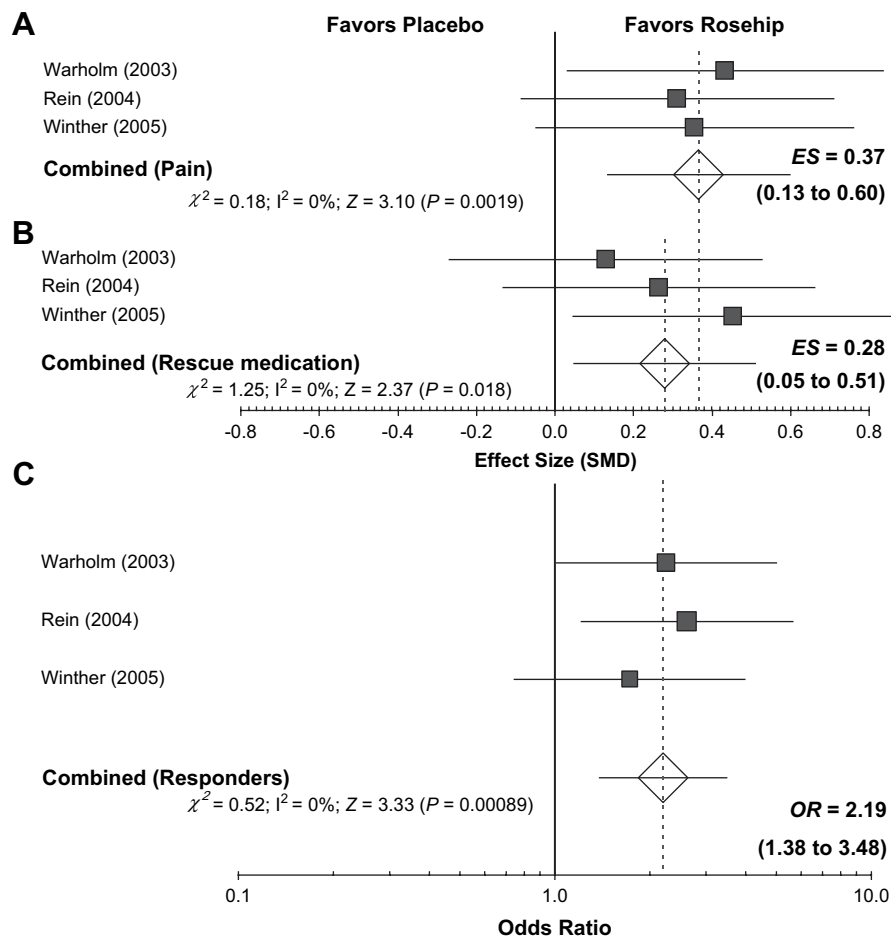 A
Favors Placebo Favors Rosehip
Warholm (2003)
Rein (2004)
Winther (2005)
Combined (Pain)
ES = 0.37
(0.13 to 0.60)
χ² = 0.18; I² = 0%; Z = 3.10 (P = 0.0019)
B
Warholm (2003)
Rein (2004)
Winther (2005)
Combined (Rescue medication)
ES = 0.28
(0.05 to 0.51)
χ² = 1.25; I² = 0%; Z = 2.37 (P = 0.018)
-0.8 -0.6 -0.4 -0.2 0.0 0.2 0.4 0.6 0.8
Effect Size (SMD)
C
Warholm (2003)
Rein (2004)
Winther (2005)
Combined (Responders)
χ² = 0.52; I² = 0%; Z = 3.33 (P = 0.00089)
OR = 2.19
(1.38 to 3.48)
0.1 1.0 10.0
Odds Ratio